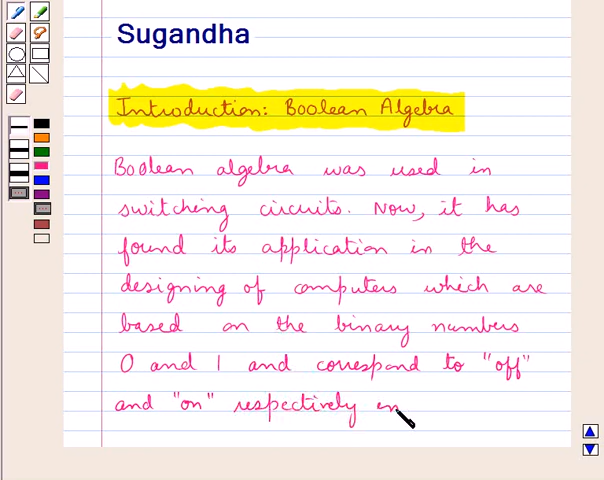 Sugandha
Introduction: Boolean Algebra
Boolean algebra was used in
switching circuits. Now, it has
found its application in the
designing of computers which are
based on the binary numbers
0 and 1 and correspond to "off"
and "on" respectively en